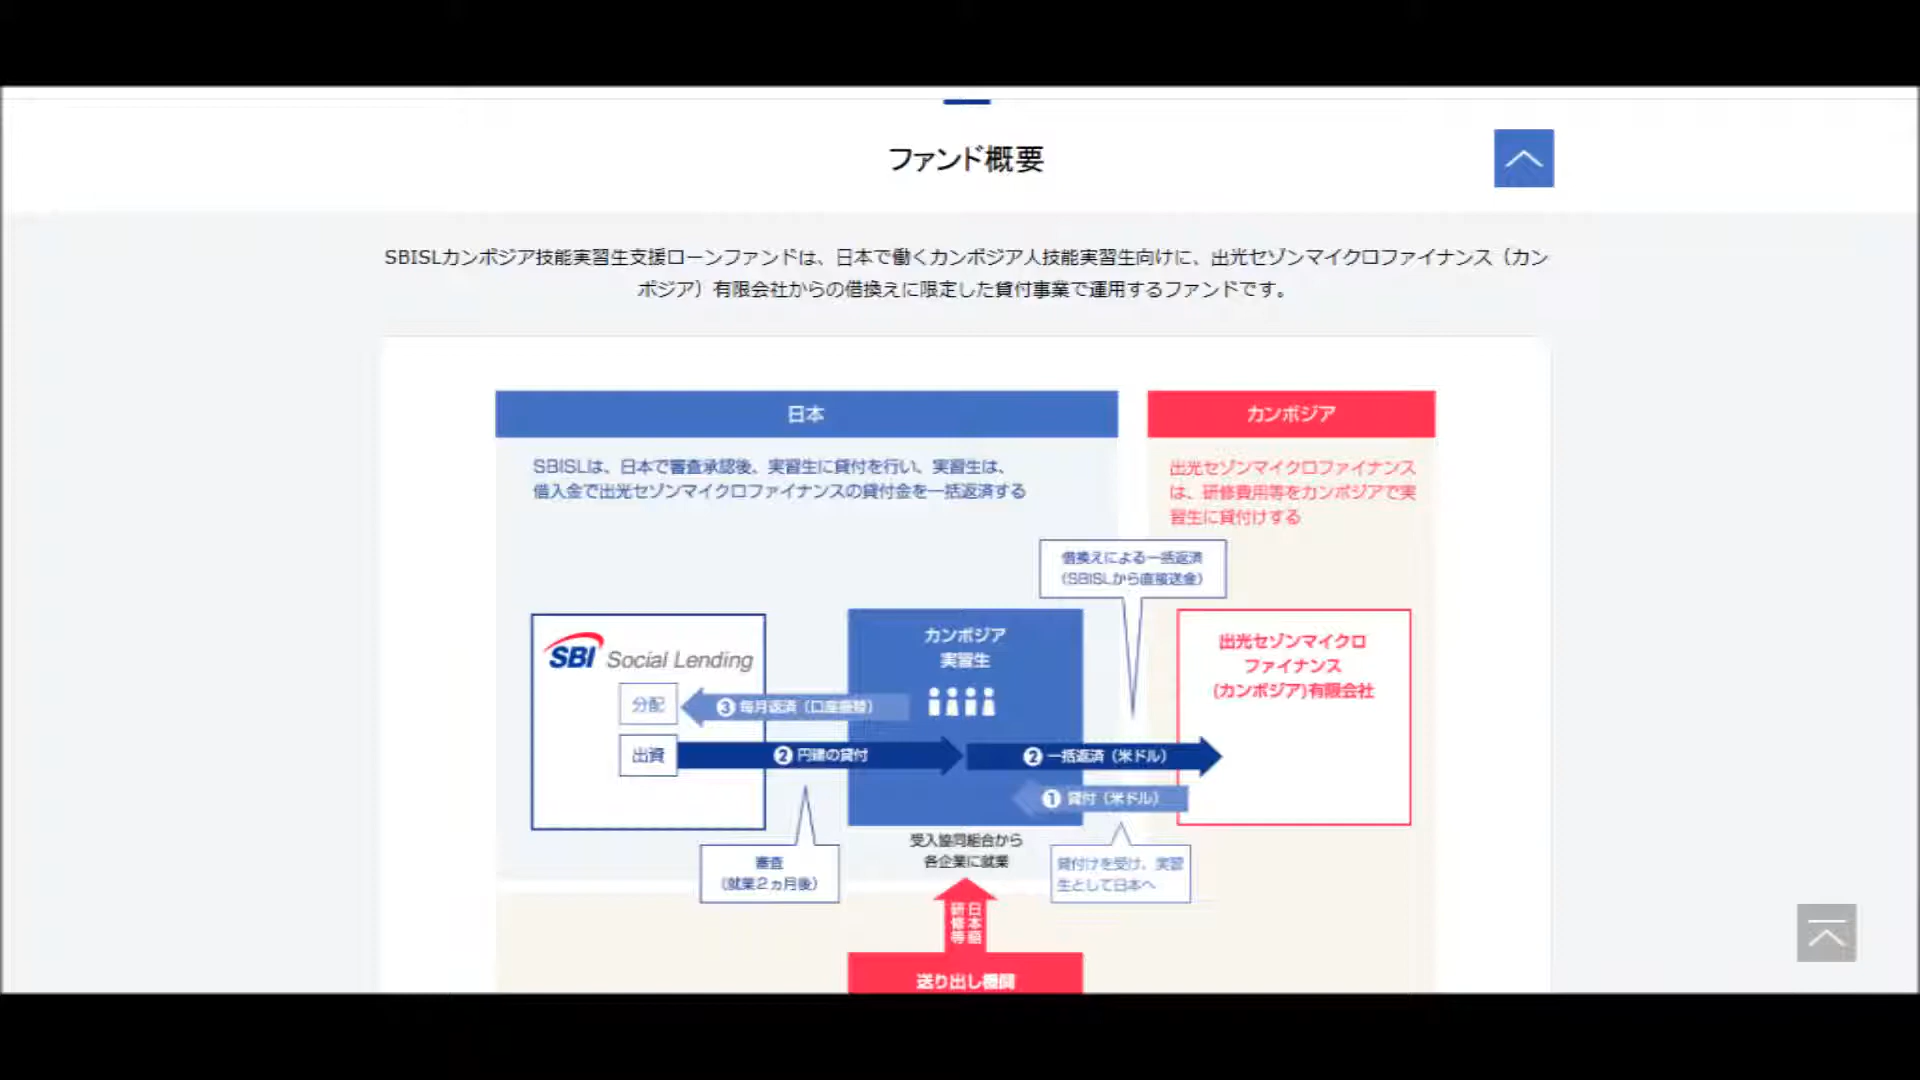 ファンド概要
SBISLカンボジア技能実習生支援ローンファンドは、日本で働くカンボジア人技能実習生向けに、出光セゾンマイクロファイナンス（カン
ボジア）有限会社からの借換えに限定した貸付事業で運用するファンドです。
日本
SBISLは、日本で審査承認後、実習生に貸付を行い、実習生は、
借入金で出光セゾンマイクロファイナンスの貸付金を一括返済する
カンボジア
出光セゾンマイクロファイナンス
は、研修費用等をカンボジアで実
習生に貸付けする
借換えによる一括返済
（SBISLから直接送金）
SBI Social Lending
分配
出資
カンボジア
実習生
出光セゾンマイクロ
ファイナンス
(カンボジア)有限会社
❸ 毎月返済（口座振替）
❷ 円建の貸付
❷ 一括返済（米ドル）
❶ 貸付（米ドル）
審査
（就業２ヵ月後）
受入協同組合から
各企業に就業
貸付けを受け、実習
生として日本へ
日本語
研修等
送り出し機関